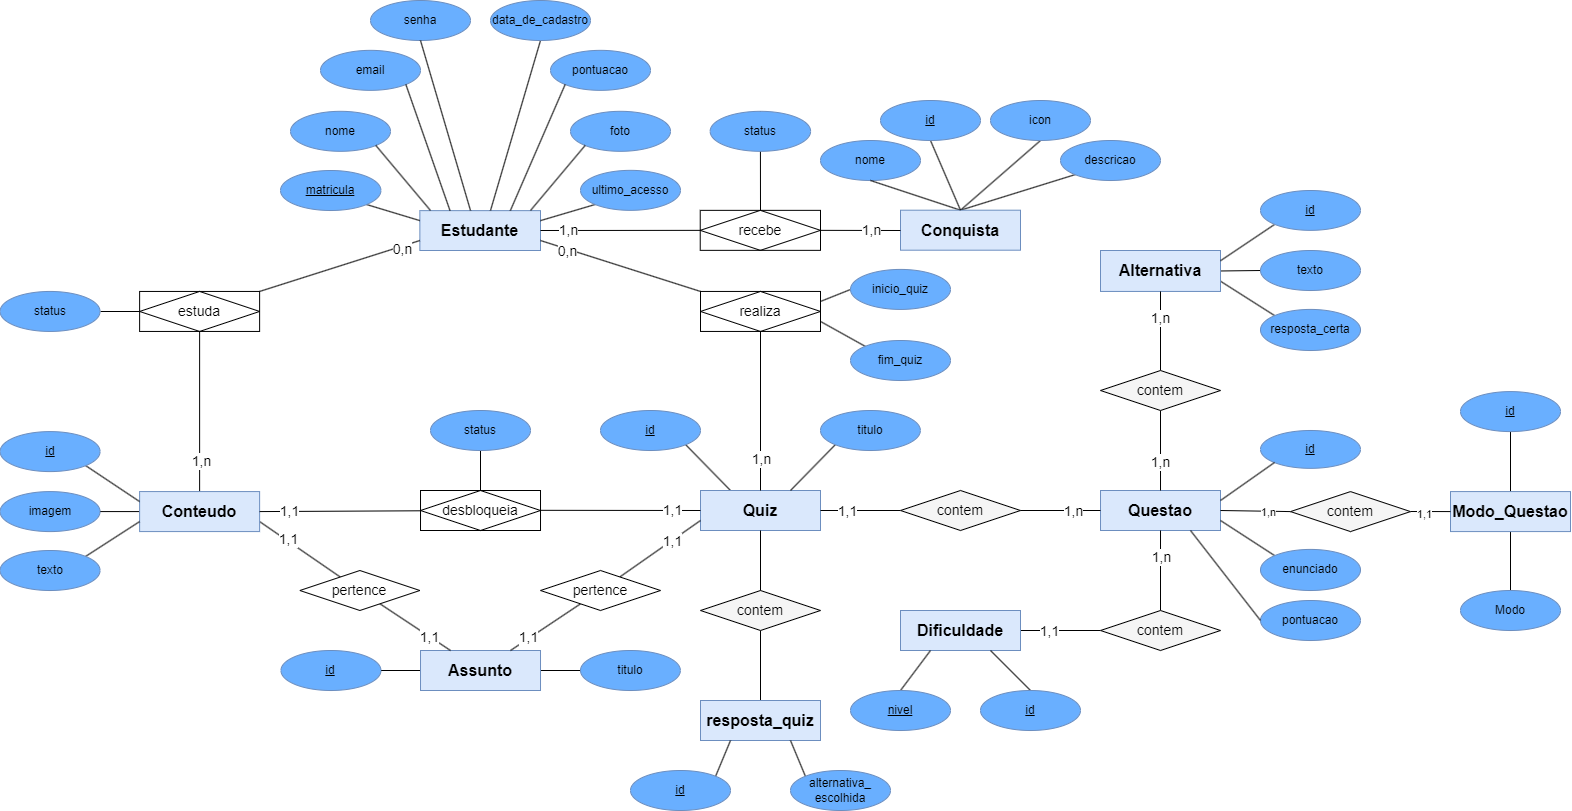 senha
data_de_cadastro
email
pontuacao
nome
foto
status
id
icon
nome
descricao
matricula
ultimo_acesso
Estudante
1,n
recebe
1,n
Conquista
id
0,n
0,n
Alternativa
texto
inicio_quiz
status
estuda
realiza
1,n
resposta_certa
fim_quiz
contem
id
status
id
titulo
id
id
1,n
1,n
1,n
imagem
Conteudo
1,1
desbloqueia
1,1
Quiz
1,1
contem
1,n
Questao
1,n
contem
1,1
Modo_Questao
1,1
1,1
1,n
texto
enunciado
pertence
pertence
contem
Modo
pontuacao
1,1
1,1
Dificuldade
1,1
contem
id
Assunto
titulo
nivel
id
resposta_quiz
id
alternativa_
escolhida